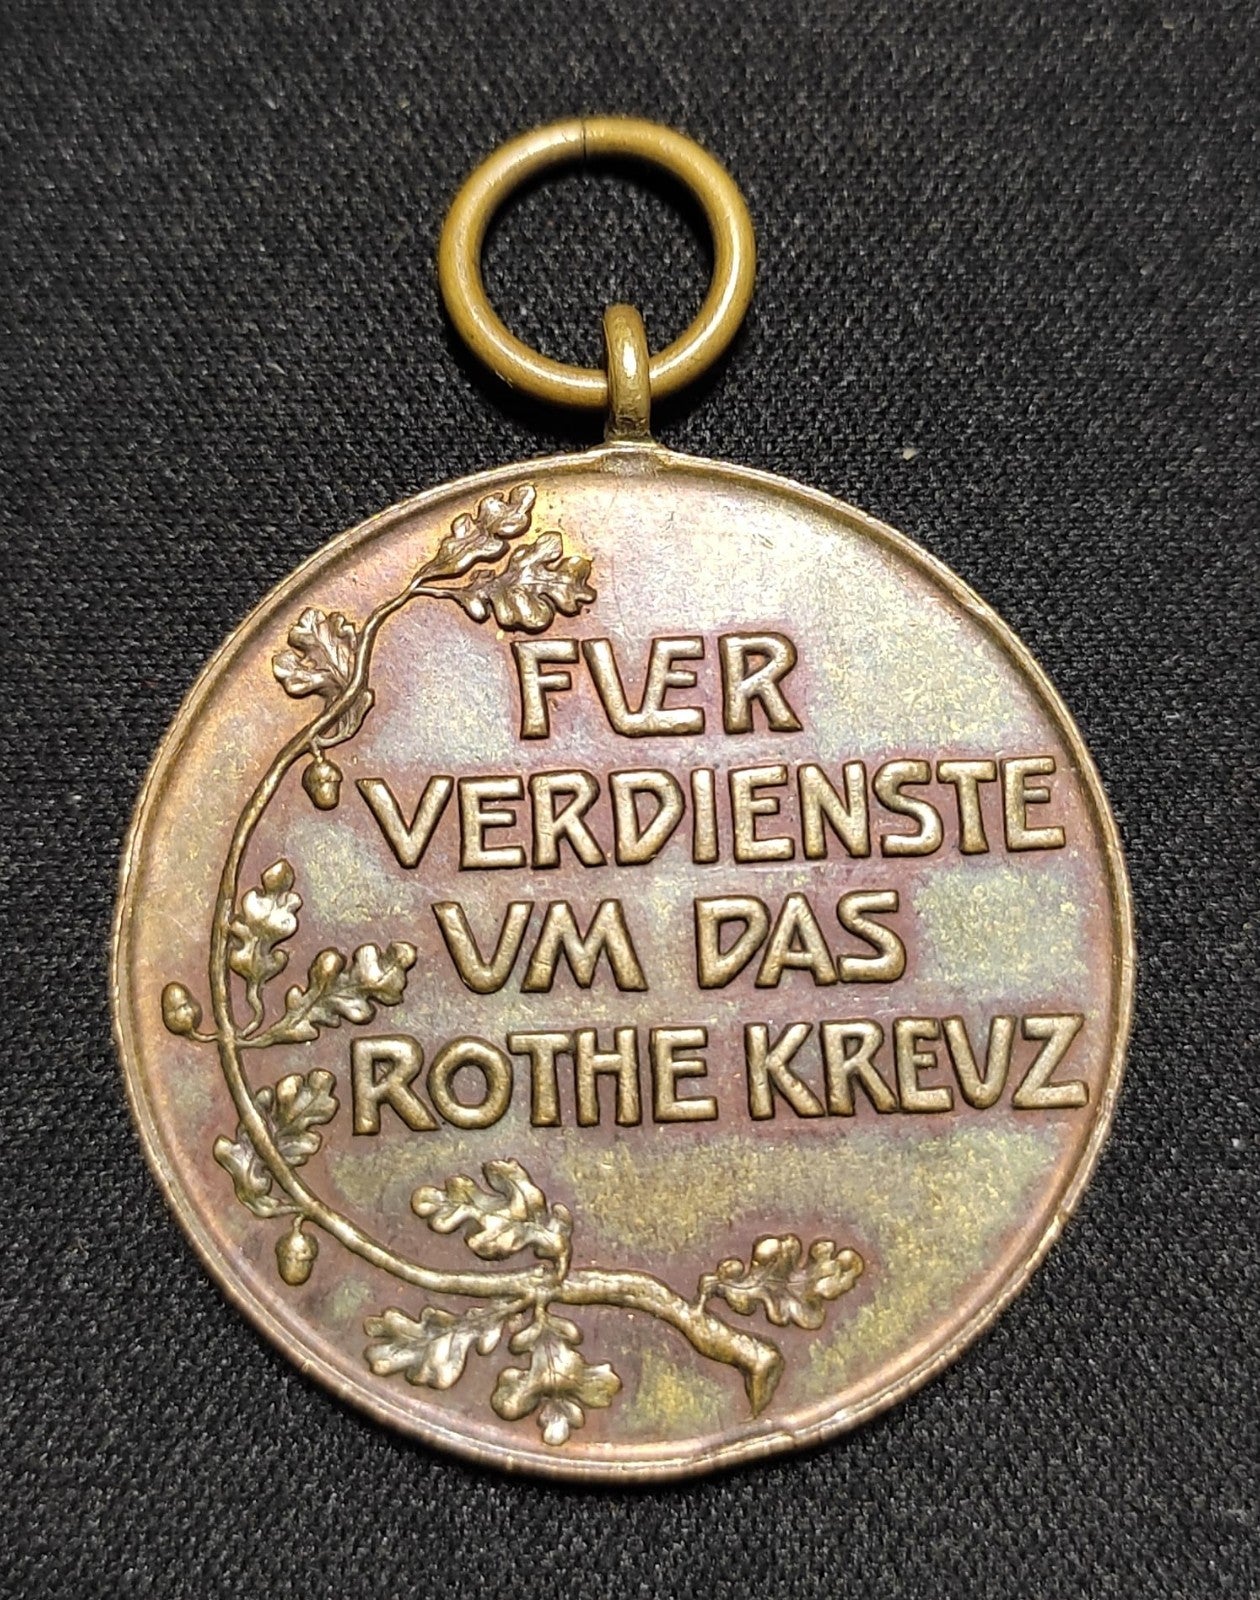 FVER
VERDIENSTE
VM DAS
ROTHE KREVZ